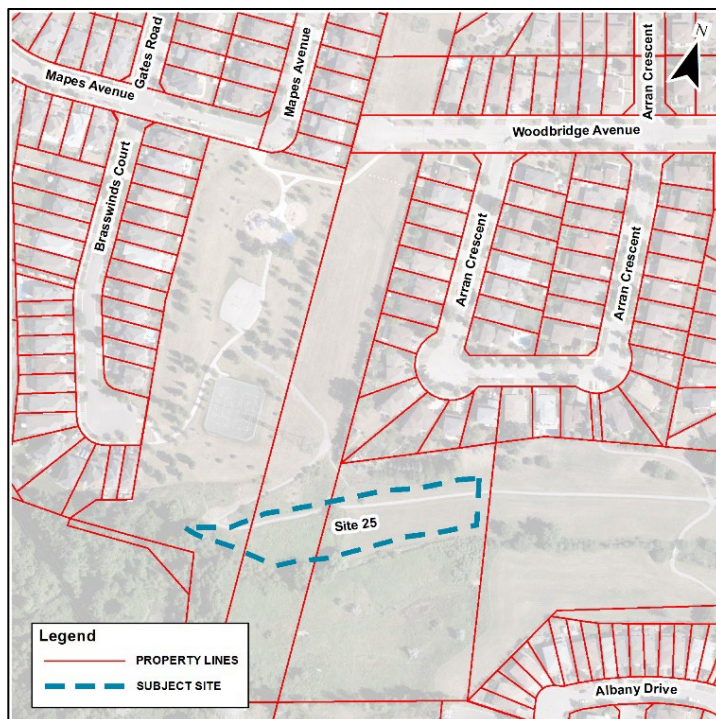 Gates Road
Mapes Avenue
Mapes Avenue
Arran Crescent
N
Woodbridge Avenue
Brasswinds Court
Arran Crescent
Arran Crescent
Site 25
Legend
PROPERTY LINES
SUBJECT SITE
Albany Drive